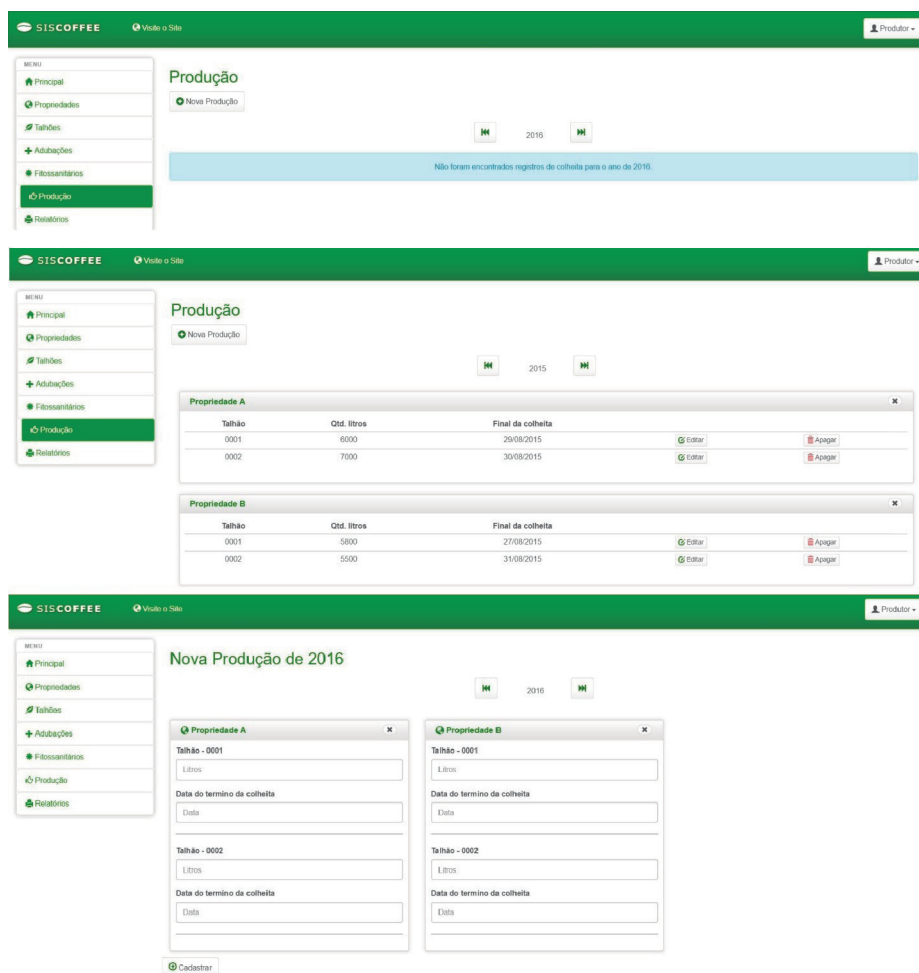 SISCOFFEE Visite o Site Produtor
MENU
Principal
Propriedades
Talhões
Adubações
Fitossanitários
Produção
Relatórios
Produção
Nova Produção
2016
Não foram encontrados registros de colheita para o ano de 2016.
SISCOFFEE Visite o Site Produtor
MENU
Principal
Propriedades
Talhões
Adubações
Fitossanitários
Produção
Relatórios
Produção
Nova Produção
2015
Propriedade A
Talhão Qtd. litros Final da colheita
0001 6000 29/08/2015 Editar Apagar
0002 7000 30/08/2015 Editar Apagar
Propriedade B
Talhão Qtd. litros Final da colheita
0001 5800 27/08/2015 Editar Apagar
0002 5500 31/08/2015 Editar Apagar
SISCOFFEE Visite o Site Produtor
MENU
Principal
Propriedades
Talhões
Adubações
Fitossanitários
Produção
Relatórios
Nova Produção de 2016
2016
Propriedade A
Talhão - 0001
Litros
Data do termino da colheita
Data
Talhão - 0002
Litros
Data do termino da colheita
Data
Propriedade B
Talhão - 0001
Litros
Data do termino da colheita
Data
Talhão - 0002
Litros
Data do termino da colheita
Data
Cadastrar